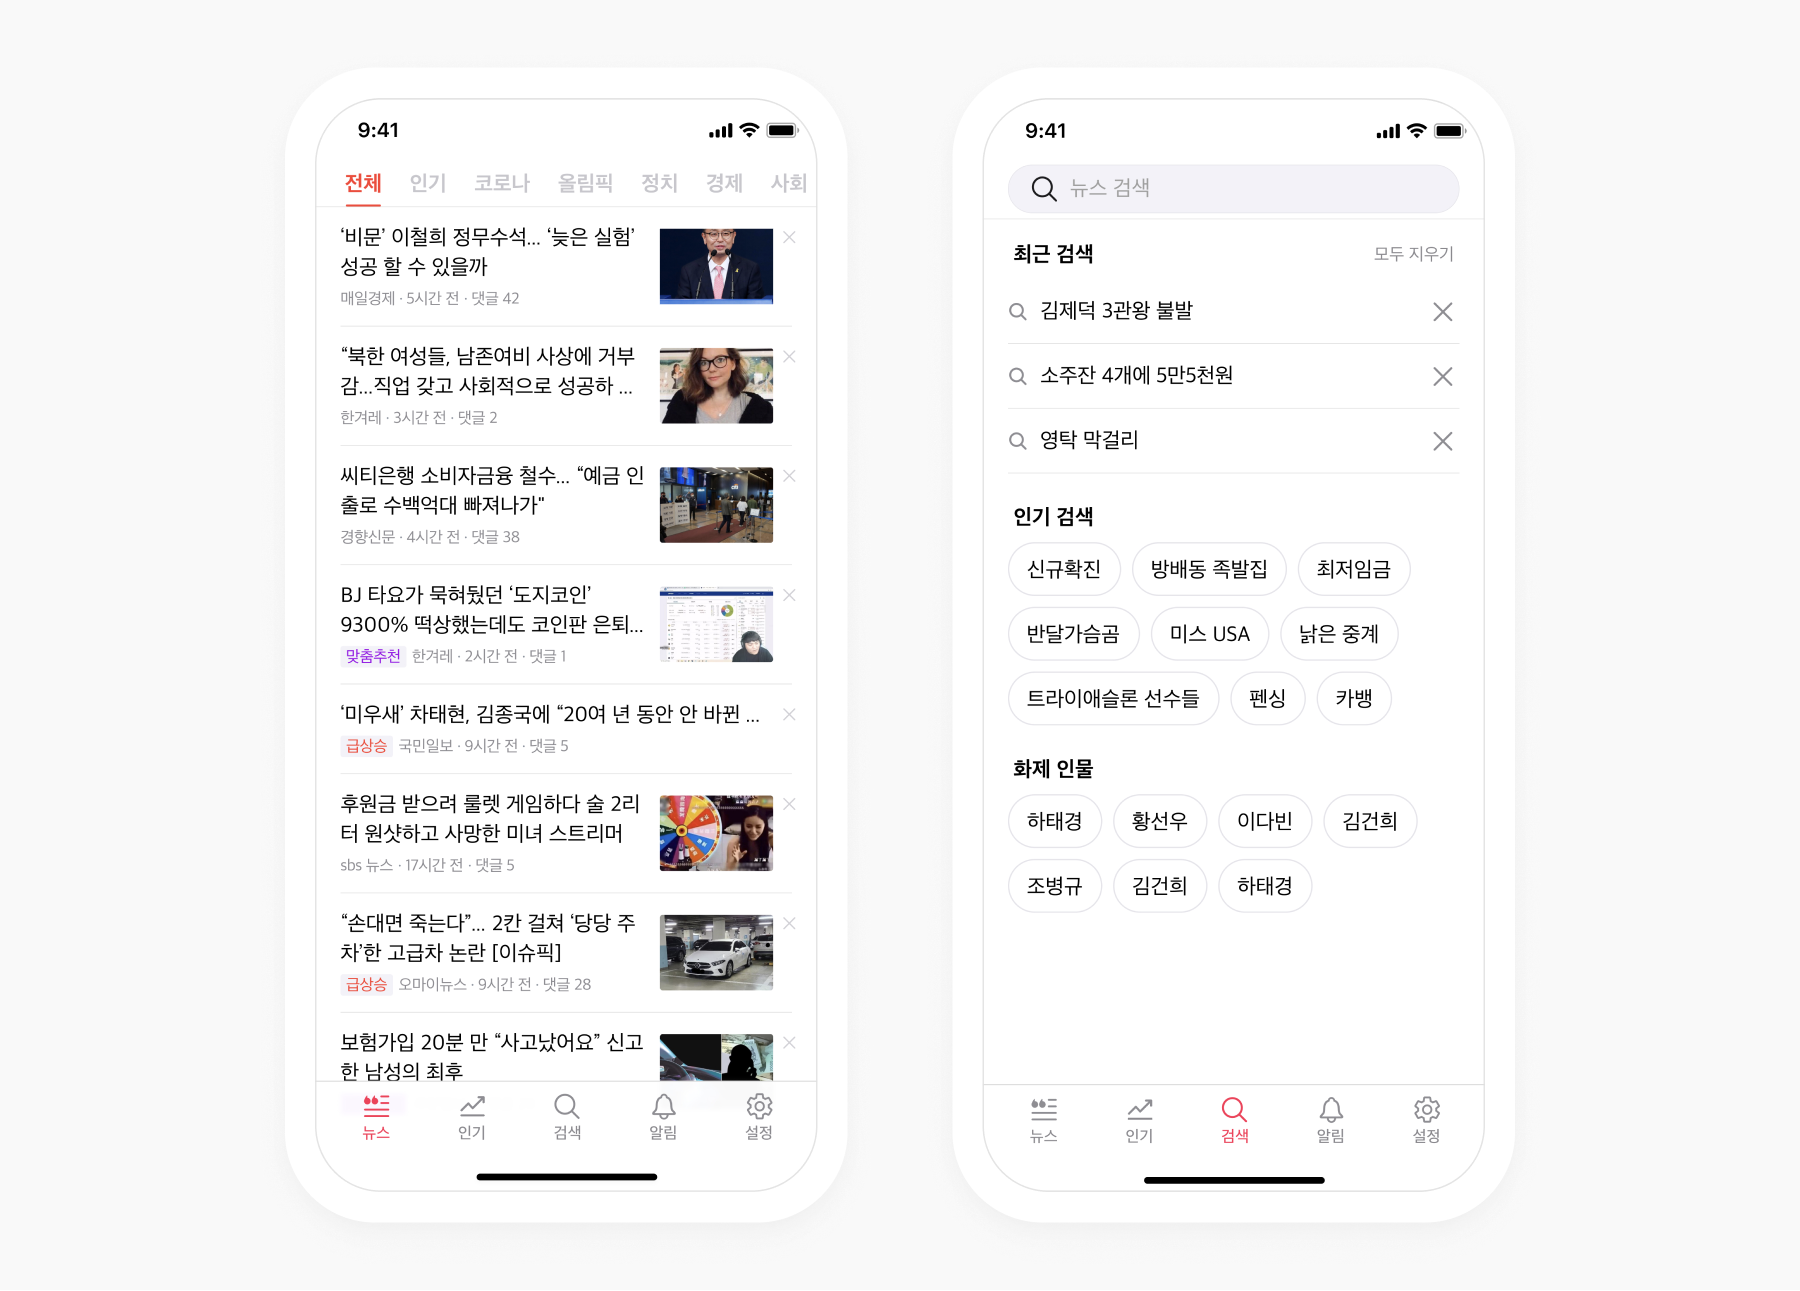 9:41
전체 인기 코로나 올림픽 정치 경제 사회
‘비문’ 이철희 정무수석... ‘늦은 실험’
성공 할 수 있을까
매일경제 · 5시간 전 · 댓글 42
“북한 여성들, 남존여비 사상에 거부
감...직업 갖고 사회적으로 성공하 ...
한겨레 · 3시간 전 · 댓글 2
씨티은행 소비자금융 철수... “예금 인
출로 수백억대 빠져나가"
경향신문 · 4시간 전 · 댓글 38
BJ 타요가 묵혀뒀던 ‘도지코인’
9300% 떡상했는데도 코인판 은퇴...
맞춤추천 한겨레 · 2시간 전 · 댓글 1
‘미우새’ 차태현, 김종국에 “20여 년 동안 안 바뀐 ...
급상승 국민일보 · 9시간 전 · 댓글 5
후원금 받으려 룰렛 게임하다 술 2리
터 원샷하고 사망한 미녀 스트리머
sbs 뉴스 · 17시간 전 · 댓글 5
“손대면 죽는다”... 2칸 걸쳐 ‘당당 주
차’한 고급차 논란 [이슈픽]
급상승 오마이뉴스 · 9시간 전 · 댓글 28
보험가입 20분 만 “사고났어요” 신고
한 남성의 최후
뉴스 인기 검색 알림 설정
9:41
뉴스 검색
최근 검색 모두 지우기
김제덕 3관왕 불발
소주잔 4개에 5만5천원
영탁 막걸리
인기 검색
신규확진 방배동 족발집 최저임금
반달가슴곰 미스 USA 낡은 중계
트라이애슬론 선수들 펜싱 카뱅
화제 인물
하태경 황선우 이다빈 김건희
조병규 김건희 하태경
뉴스 인기 검색 알림 설정